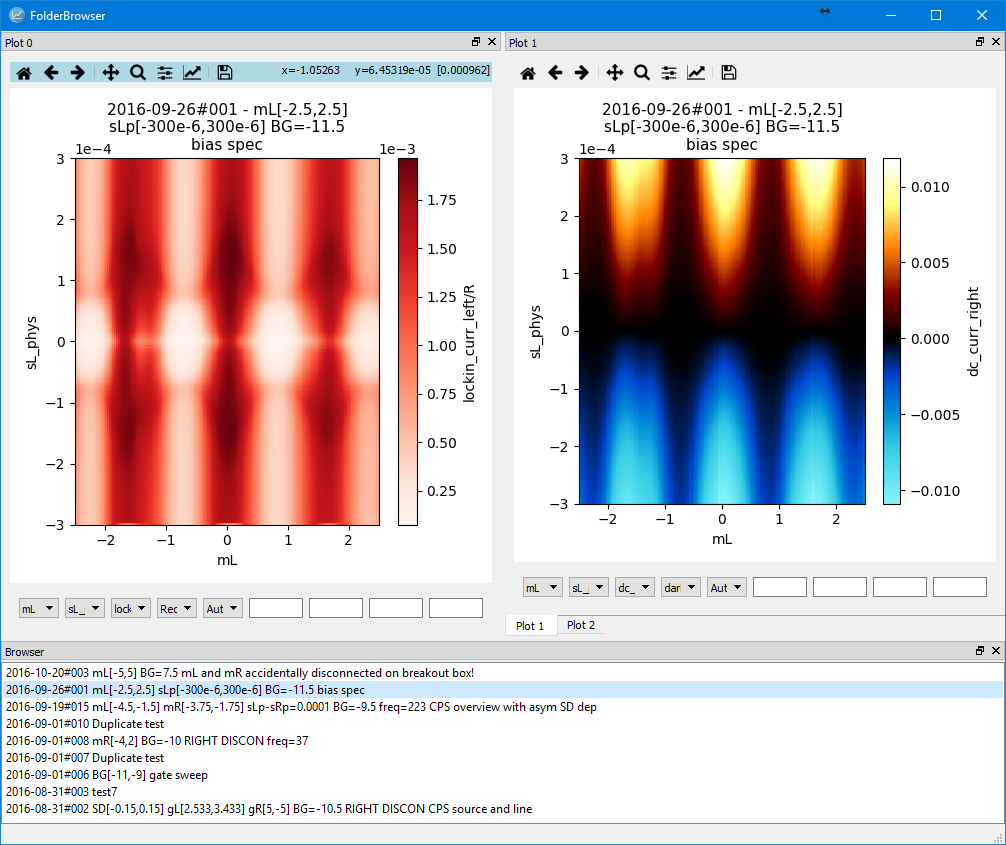 FolderBrowser
Plot 0
x=-1.05263 y=6.45319e-05 [0.000962]
2016-09-26#001 - mL[-2.5,2.5]
sLp[-300e-6,300e-6] BG=-11.5
bias spec
1e−4
1e−3
3
2
1
0
−1
−2
−3
sL_phys
−2
−1
0
1
2
mL
1.75
1.50
1.25
1.00
0.75
0.50
0.25
lockin_curr_left/R
mL
sL_
lock
Rec
Aut
Plot 1
2016-09-26#001 - mL[-2.5,2.5]
sLp[-300e-6,300e-6] BG=-11.5
bias spec
1e−4
3
2
1
0
−1
−2
−3
sL_phys
−2
−1
0
1
2
mL
0.010
0.005
0.000
−0.005
−0.010
dc_curr_right
mL
sL_
dc_
darl
Aut
Plot 1
Plot 2
Browser
2016-10-20#003 mL[-5,5] BG=7.5 mL and mR accidentally disconnected on breakout box!
2016-09-26#001 mL[-2.5,2.5] sLp[-300e-6,300e-6] BG=-11.5 bias spec
2016-09-19#015 mL[-4.5,-1.5] mR[-3.75,-1.75] sLp-sRp=0.0001 BG=-9.5 freq=223 CPS overview with asym SD dep
2016-09-01#010 Duplicate test
2016-09-01#008 mR[-4,2] BG=-10 RIGHT DISCON freq=37
2016-09-01#007 Duplicate test
2016-09-01#006 BG[-11,-9] gate sweep
2016-08-31#003 test7
2016-08-31#002 SD[-0.15,0.15] gL[2.533,3.433] gR[5,-5] BG=-10.5 RIGHT DISCON CPS source and line